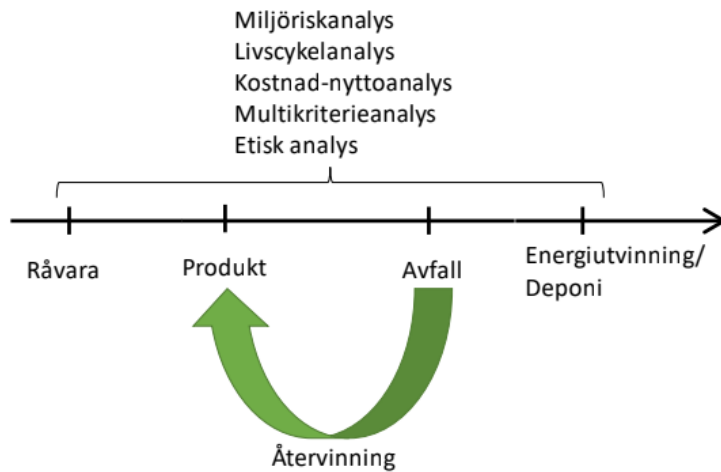 Miljöriskanalys
Livscykelanalys
Kostnad-nyttoanalys
Multikriterieanalys
Etisk analys
Råvara
Produkt
Avfall
Energiutvinning/
Deponi
Återvinning